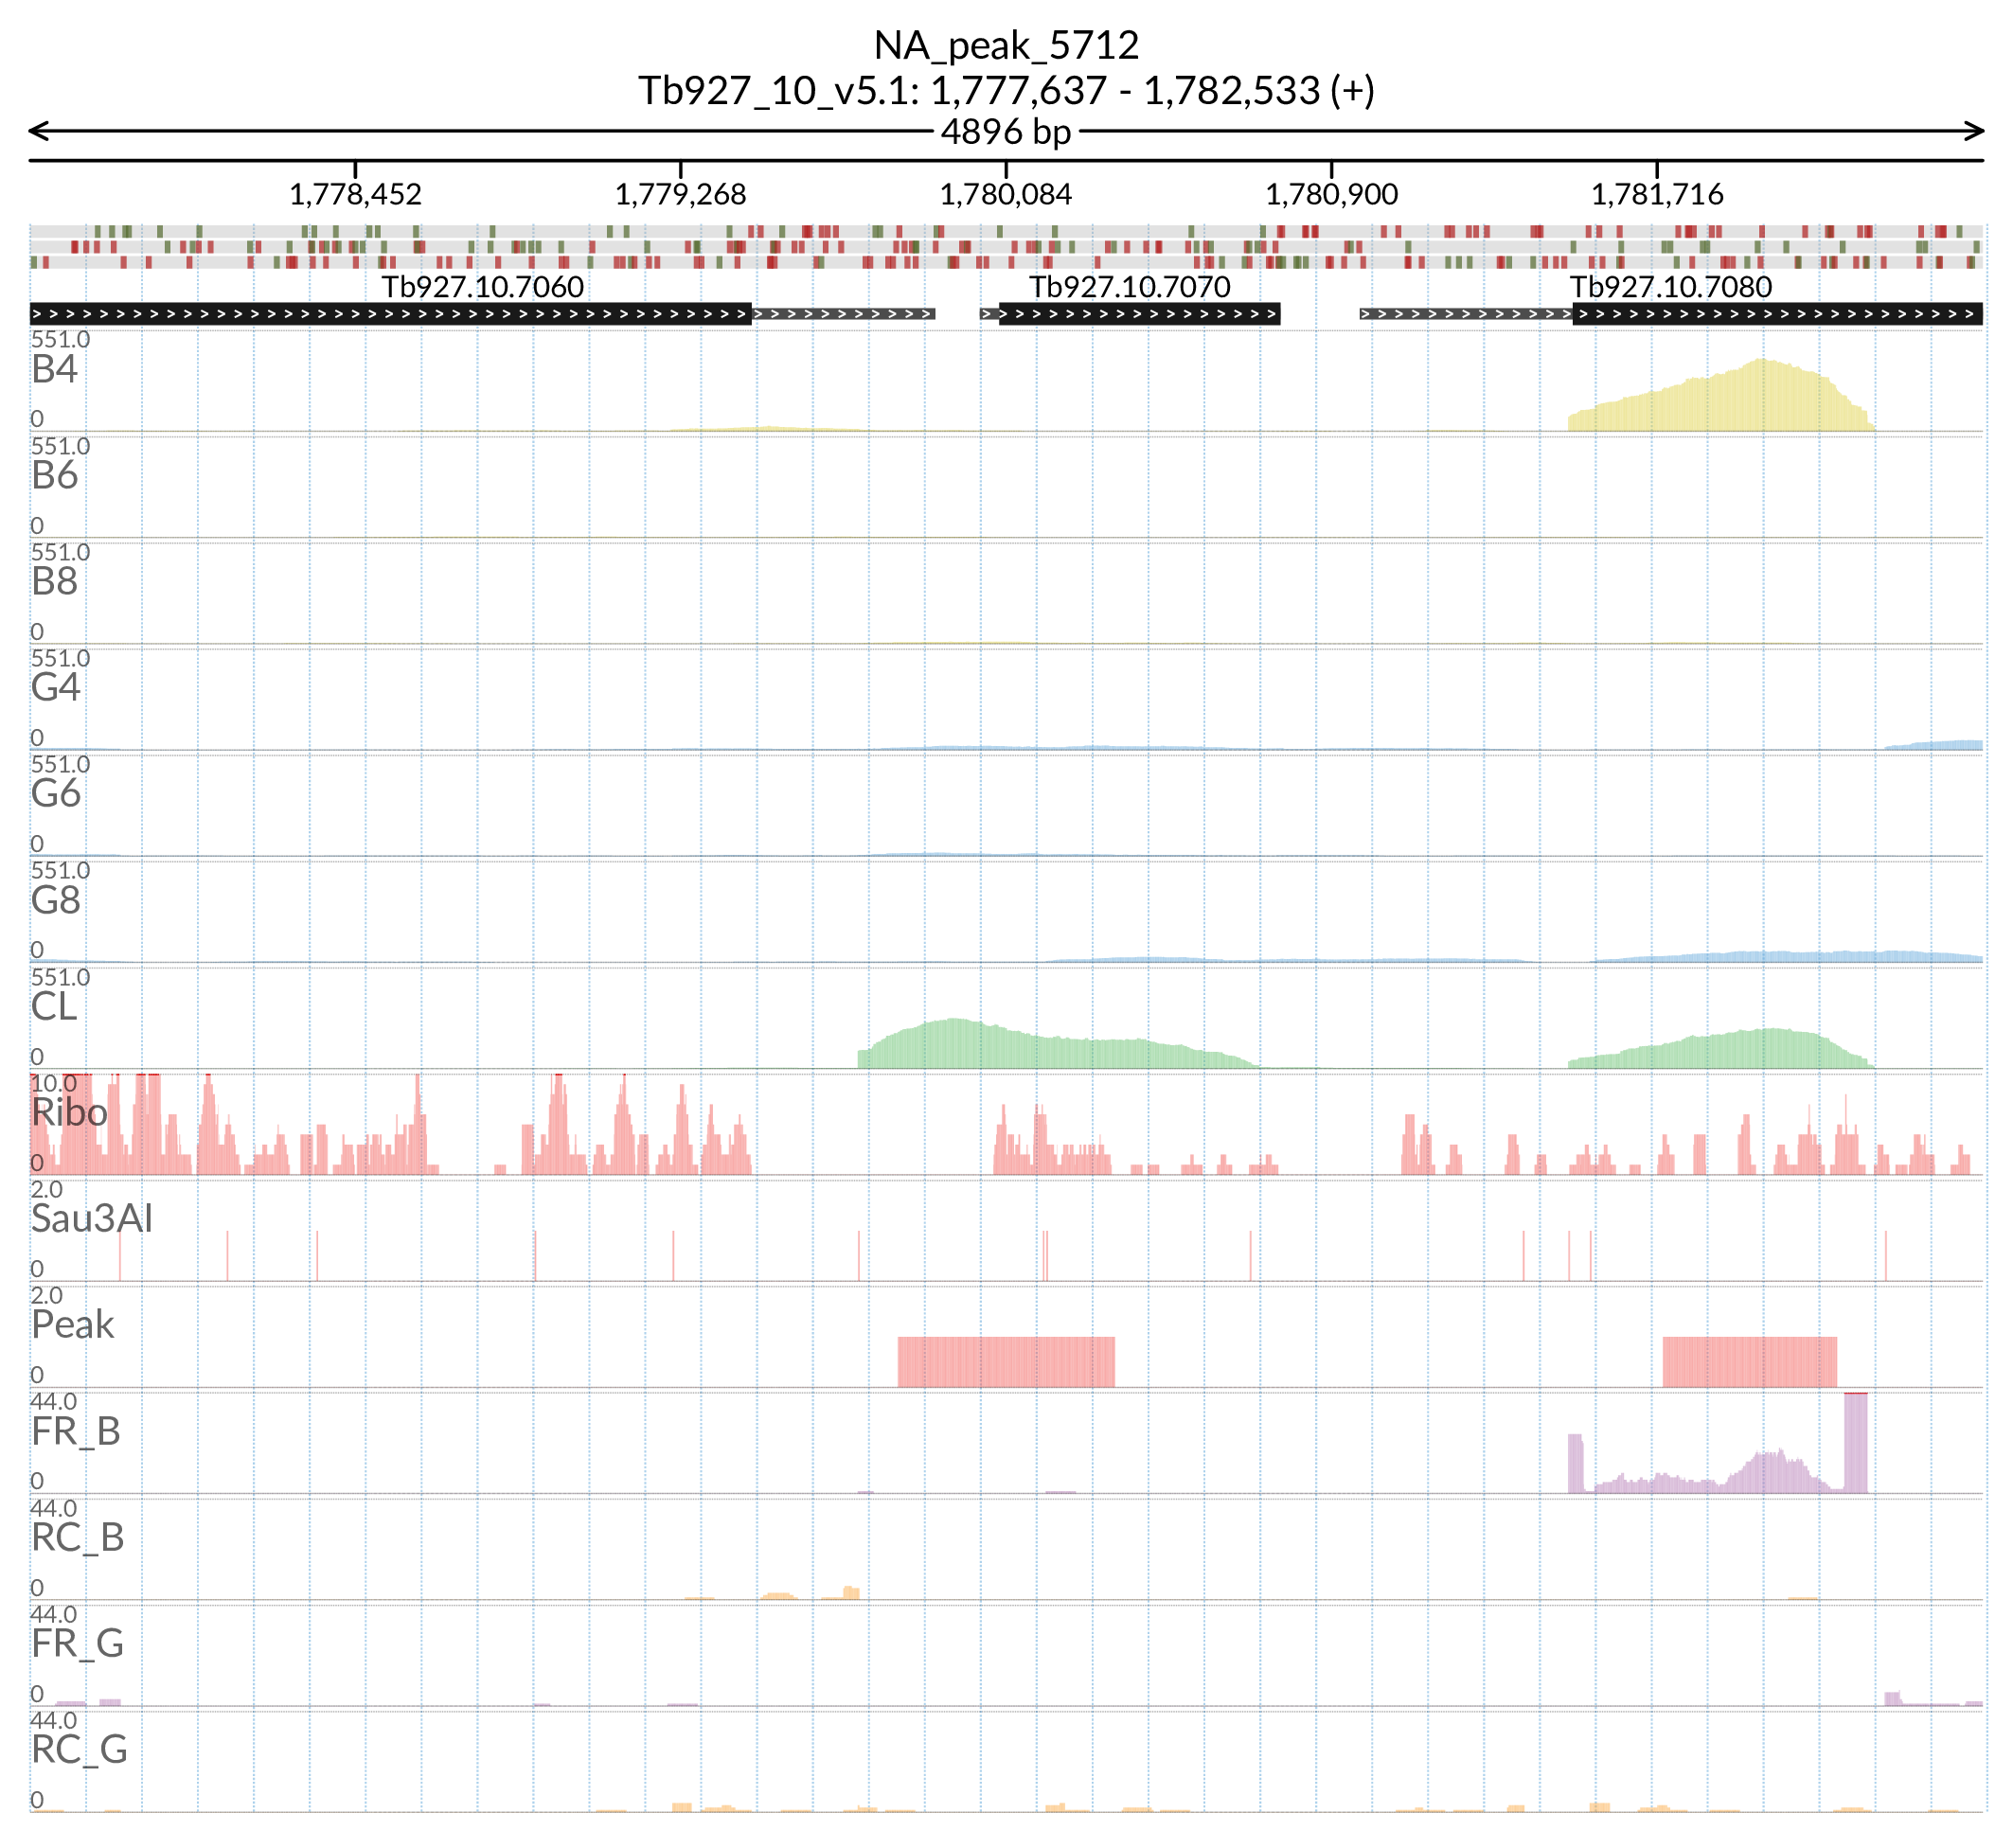 NA_peak_5712
Tb927_10_v5.1: 1,777,637 - 1,782,533 (+)
4896 bp
1,778,452 1,779,268 1,780,084 1,780,900 1,781,716
Tb927.10.7060 Tb927.10.7070 Tb927.10.7080
551.0
B4
0
551.0
B6
0
551.0
B8
0
551.0
G4
0
551.0
G6
0
551.0
G8
0
551.0
CL
0
10.0
Ribo
0
2.0
Sau3AI
0
2.0
Peak
0
44.0
FR_B
0
44.0
RC_B
0
44.0
FR_G
0
44.0
RC_G
0